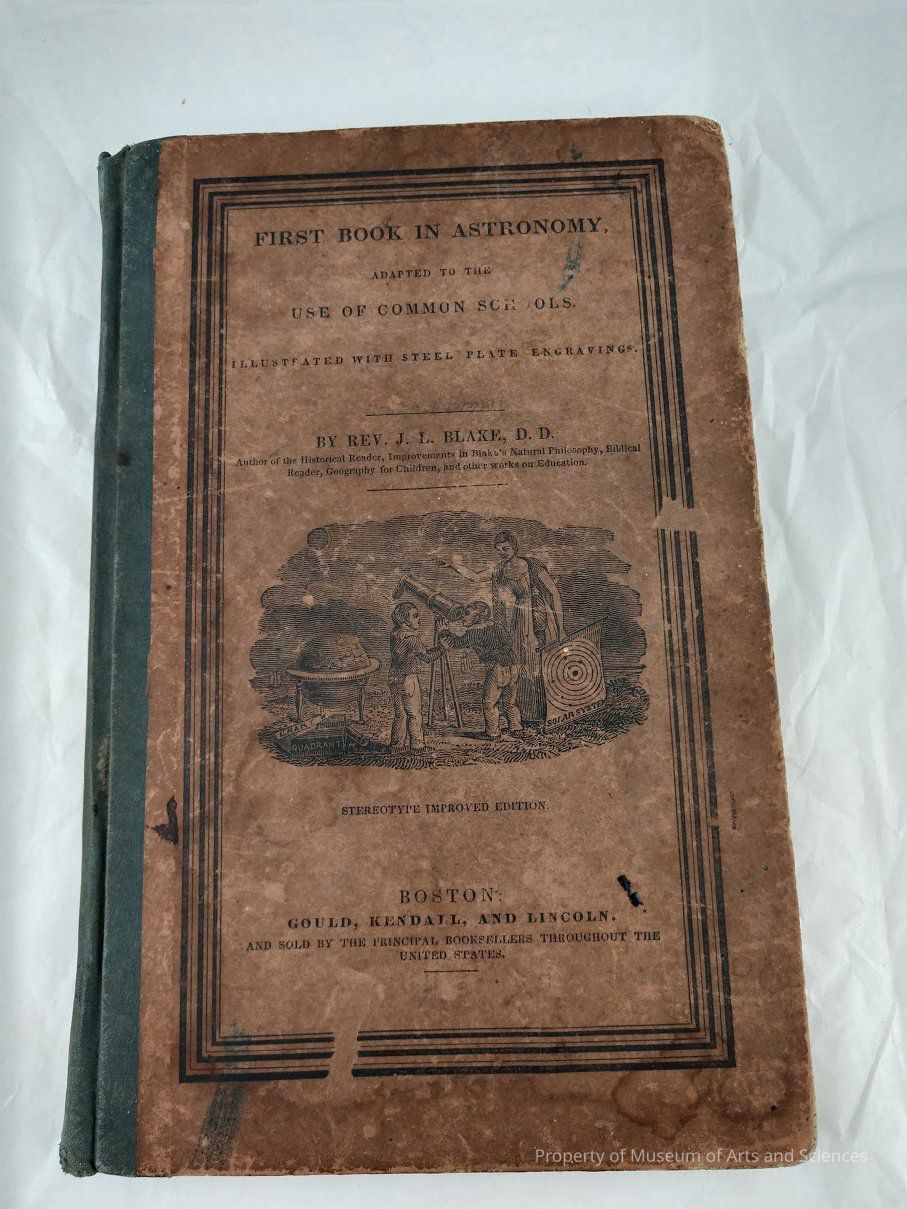 FIRST BOOK IN ASTRONOMY,
ADAPTED TO THE
USE OF COMMON SCHOOLS.
ILLUSTRATED WITH STEEL PLATE ENGRAVINGS.
BY REV. J. L. BLAKE, D. D.
Author of the Historical Reader, Improvements in Blake's Natural Philosophy, Biblical
Reader, Geography for Children, and other works on Education.
SOLAR SYSTEM
QUADRANT
STEREOTYPE IMPROVED EDITION.
BOSTON:
GOULD, KENDALL, AND LINCOLN.
AND SOLD BY THE PRINCIPAL BOOKSELLERS THROUGHOUT THE
UNITED STATES.
Property of Museum of Arts and Sciences